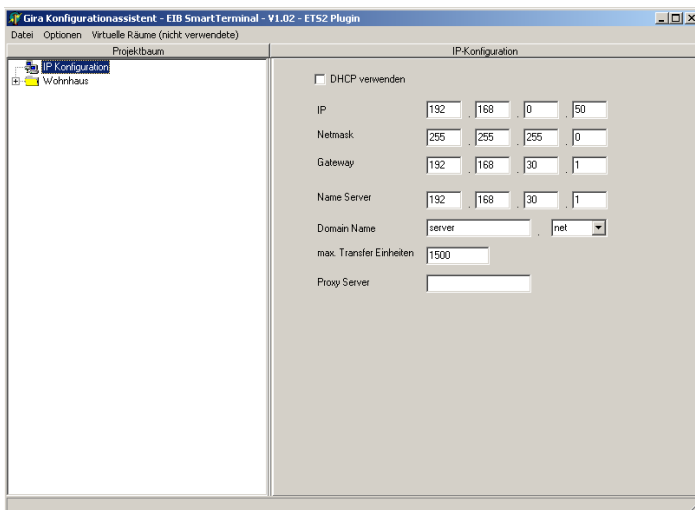 Gira Konfigurationassistent - EIB SmartTerminal - V1.02 - ETS2 Plugin
Datei Optionen Virtuelle Räume (nicht verwendete)
Projektbaum
IP-Konfiguration
IP Konfiguration
Wohnhaus
DHCP verwenden
IP 192 . 168 . 0 . 50
Netmask 255 . 255 . 255 . 0
Gateway 192 . 168 . 30 . 1
Name Server 192 . 168 . 30 . 1
Domain Name server . net
max. Transfer Einheiten 1500
Proxy Server